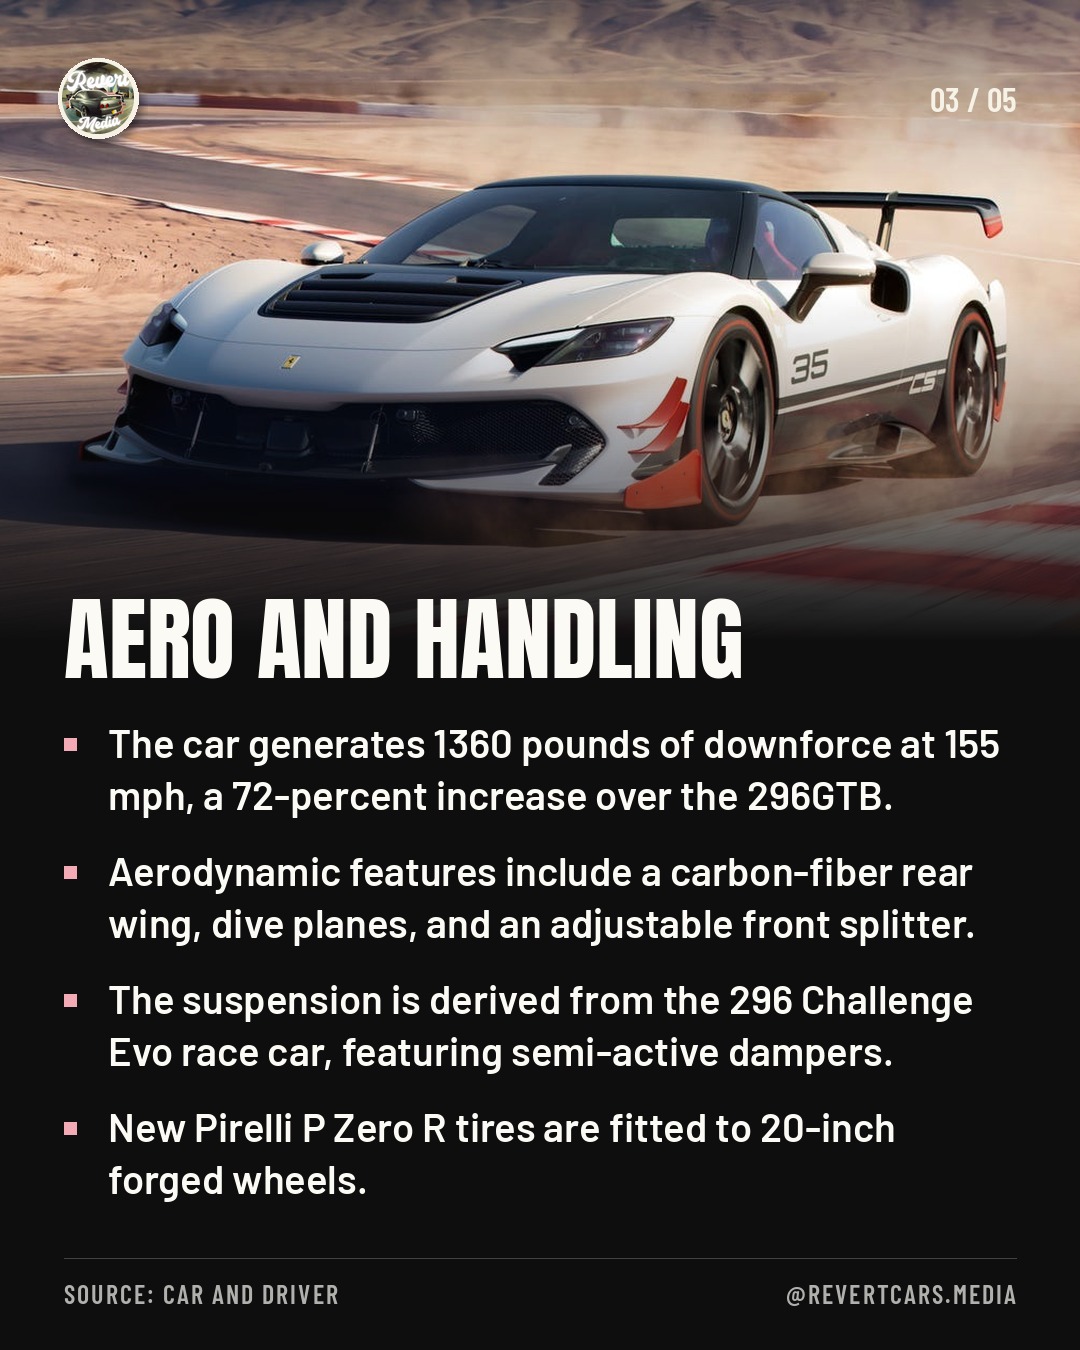 Revert
Media
03 / 05
35
CS
AERO AND HANDLING
The car generates 1360 pounds of downforce at 155
mph, a 72-percent increase over the 296GTB.
Aerodynamic features include a carbon-fiber rear
wing, dive planes, and an adjustable front splitter.
The suspension is derived from the 296 Challenge
Evo race car, featuring semi-active dampers.
New Pirelli P Zero R tires are fitted to 20-inch
forged wheels.
SOURCE: CAR AND DRIVER
@REVERTCARS.MEDIA